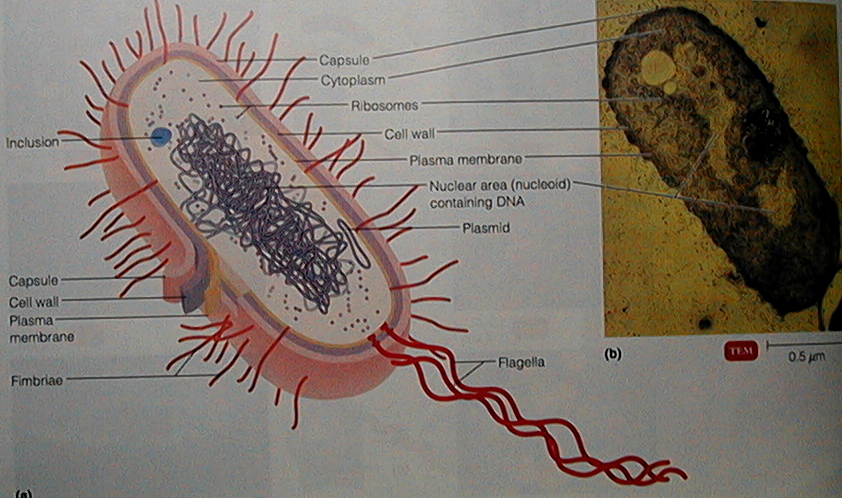 Capsule
Cytoplasm
Ribosomes
Cell wall
Inclusion
Plasma membrane
Nuclear area (nucleoid)
containing DNA
Plasmid
Capsule
Cell wall
Plasma
membrane
Fimbriae
Flagella
(b)
TEM
0.5 μm
(a)